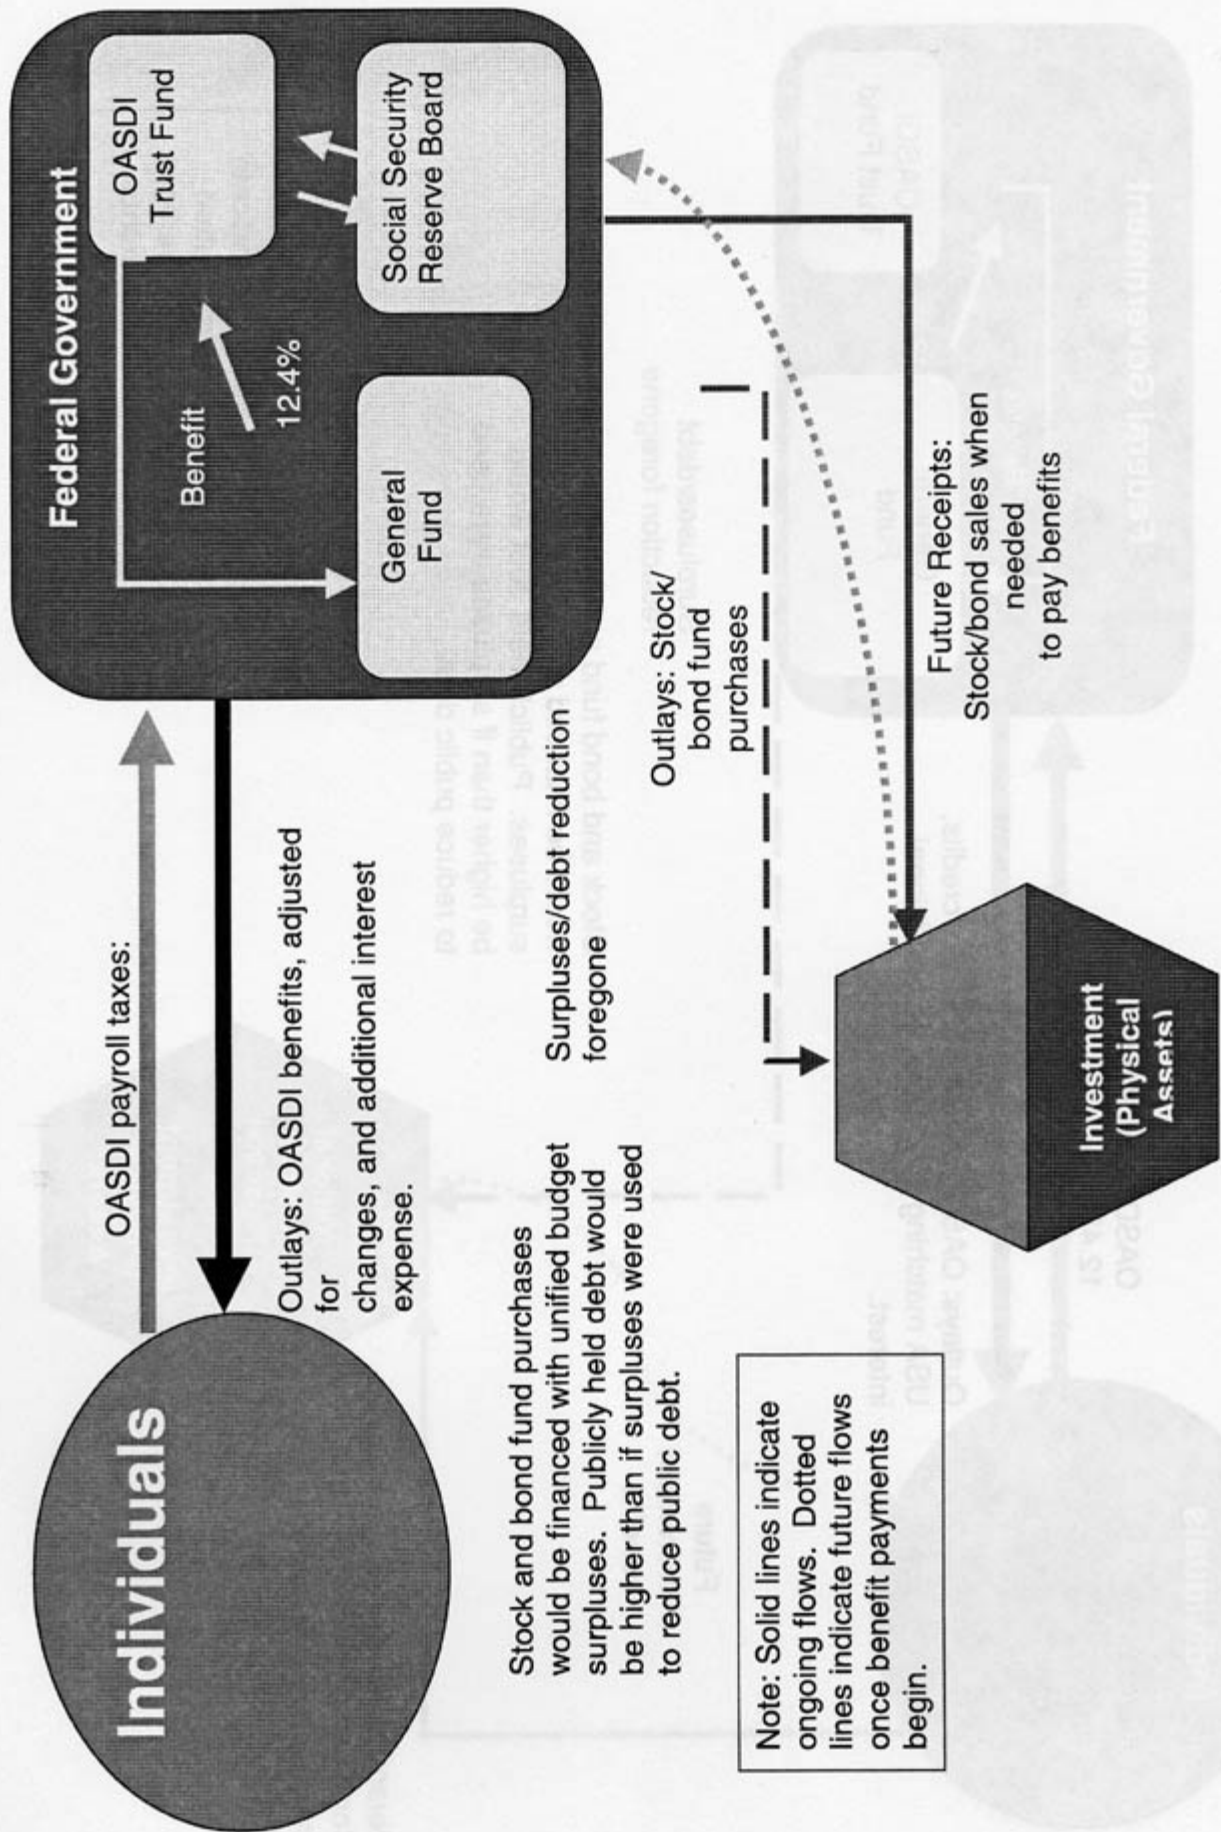 Federal Government
OASDI
Trust Fund
Benefit
12.4%
General
Fund
Social Security
Reserve Board
Individuals
OASDI payroll taxes:
Outlays: OASDI benefits, adjusted
for
changes, and additional interest
expense.
Stock and bond fund purchases
would be financed with unified budget
surpluses. Publicly held debt would
be higher than if surpluses were used
to reduce public debt.
Surpluses/debt reduction
foregone
Outlays: Stock/
bond fund
purchases
Future Receipts:
Stock/bond sales when
needed
to pay benefits
Note: Solid lines indicate
ongoing flows. Dotted
lines indicate future flows
once benefit payments
begin.
Investment
(Physical
Assets)